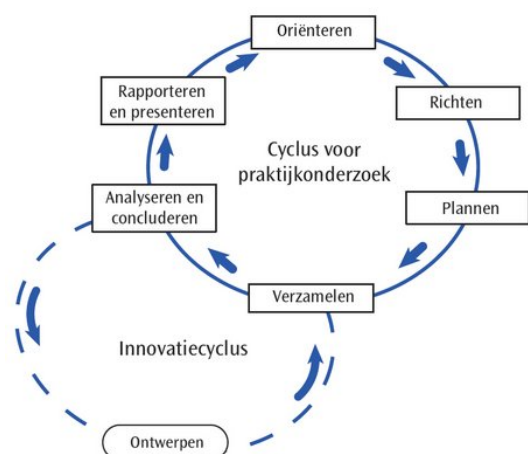 Oriënteren
Rapporteren
en presenteren
Richten
Cyclus voor
praktijkonderzoek
Analyseren en
concluderen
Plannen
Verzamelen
Innovatiecyclus
Ontwerpen